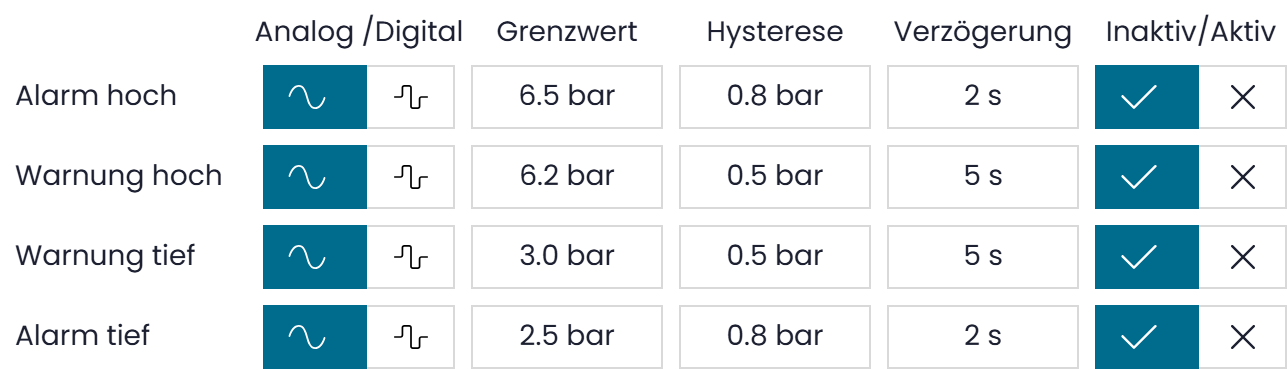 Analog /Digital Grenzwert Hysterese Verzögerung Inaktiv/Aktiv
Alarm hoch 6.5 bar 0.8 bar 2 s
Warnung hoch 6.2 bar 0.5 bar 5 s
Warnung tief 3.0 bar 0.5 bar 5 s
Alarm tief 2.5 bar 0.8 bar 2 s